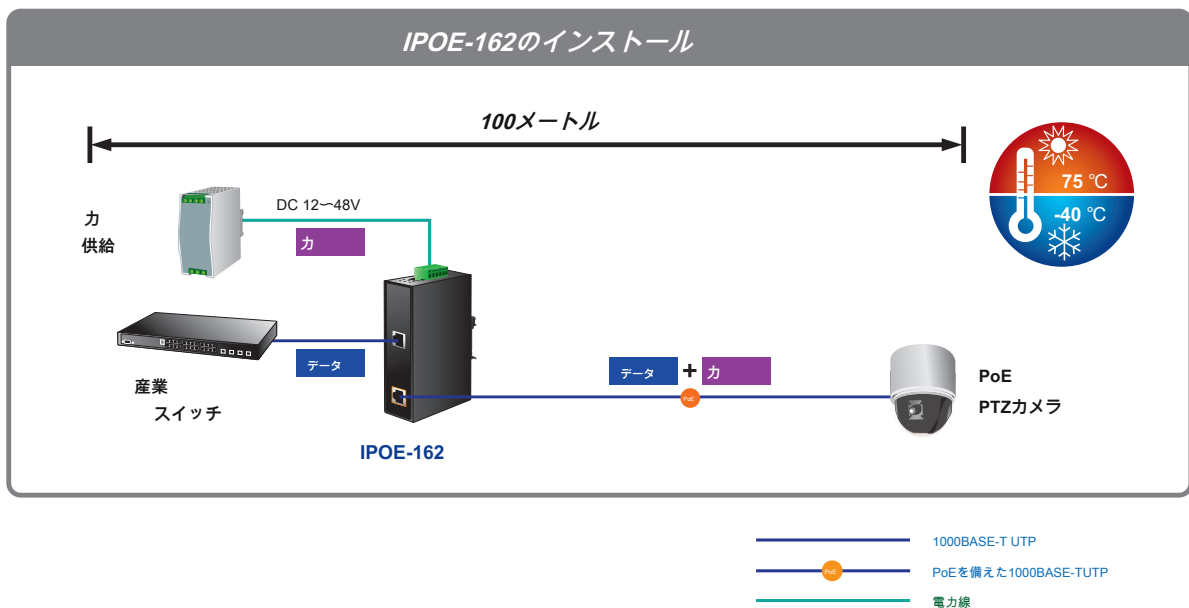 IPOE-162のインストール
100メートル
75 ℃
-40 ℃
DC 12〜48V
力
供給
力
データ
産業
スイッチ
IPOE-162
データ
+
力
PoE
PoE
PTZカメラ
1000BASE-T UTP
PoE
PoEを備えた1000BASE-TUTP
電力線